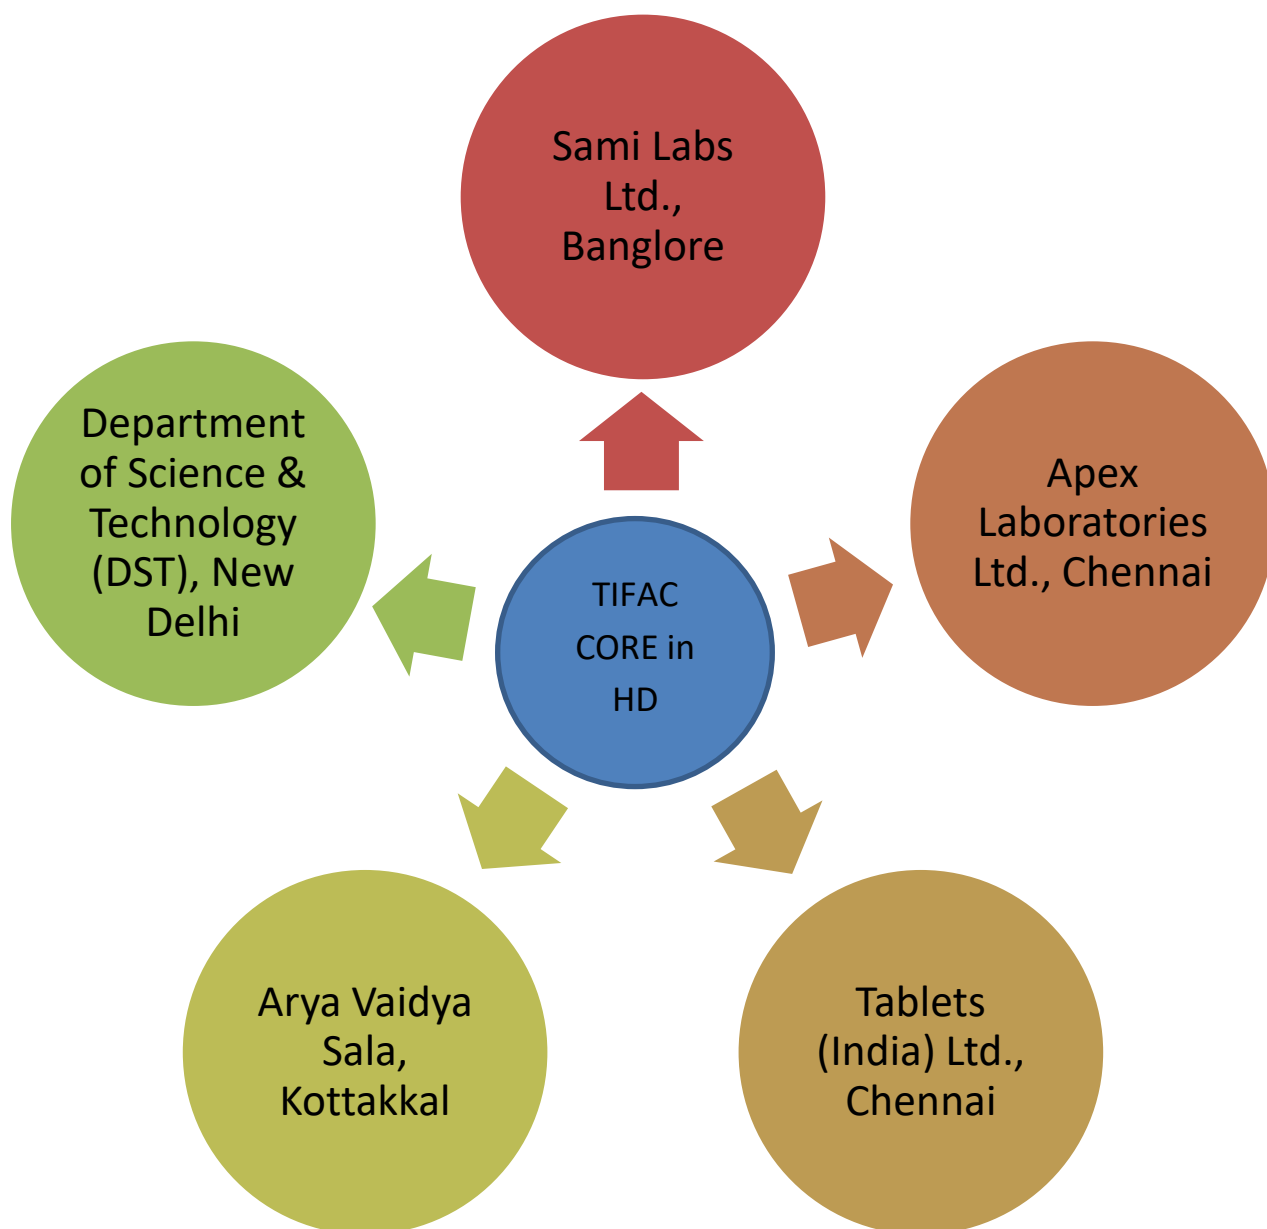 Sami Labs
Ltd.,
Banglore
Department
of Science &
Technology
(DST), New
Delhi
Apex
Laboratories
Ltd., Chennai
TIFAC
CORE in
HD
Arya Vaidya
Sala,
Kottakkal
Tablets
(India) Ltd.,
Chennai